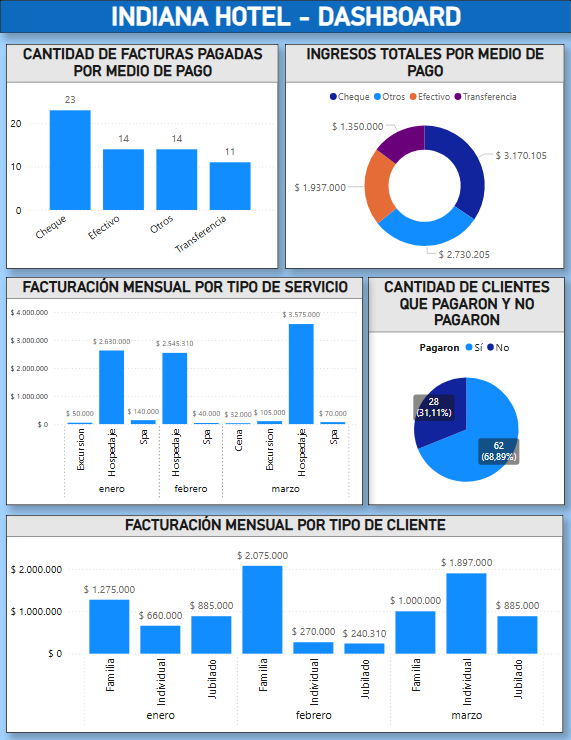 INDIANA HOTEL - DASHBOARD
CANTIDAD DE FACTURAS PAGADAS
POR MEDIO DE PAGO
23
14
14
11
20
10
0
Cheque
Efectivo
Otros
Transferencia
INGRESOS TOTALES POR MEDIO DE
PAGO
Cheque Otros Efectivo Transferencia
$ 1.350.000
$ 3.170.105
$ 1.937.000
$ 2.730.205
FACTURACIÓN MENSUAL POR TIPO DE SERVICIO
$ 4.000.000
$ 3.000.000
$ 2.000.000
$ 1.000.000
$ 0
$ 50.000
$ 2.630.000
$ 140.000
$ 2.545.310
$ 40.000
$ 32.000
$ 105.000
$ 3.575.000
$ 70.000
Excursion
Hospedaje
Spa
Hospedaje
Spa
Cena
Excursion
Hospedaje
Spa
enero
febrero
marzo
CANTIDAD DE CLIENTES
QUE PAGARON Y NO
PAGARON
Pagaron Sí No
28
(31,11%)
62
(68,89%)
FACTURACIÓN MENSUAL POR TIPO DE CLIENTE
$ 2.000.000
$ 1.000.000
$ 0
$ 1.275.000
$ 660.000
$ 885.000
$ 2.075.000
$ 270.000
$ 240.310
$ 1.000.000
$ 1.897.000
$ 885.000
Familia
Individual
Jubilado
Familia
Individual
Jubilado
Familia
Individual
Jubilado
enero
febrero
marzo